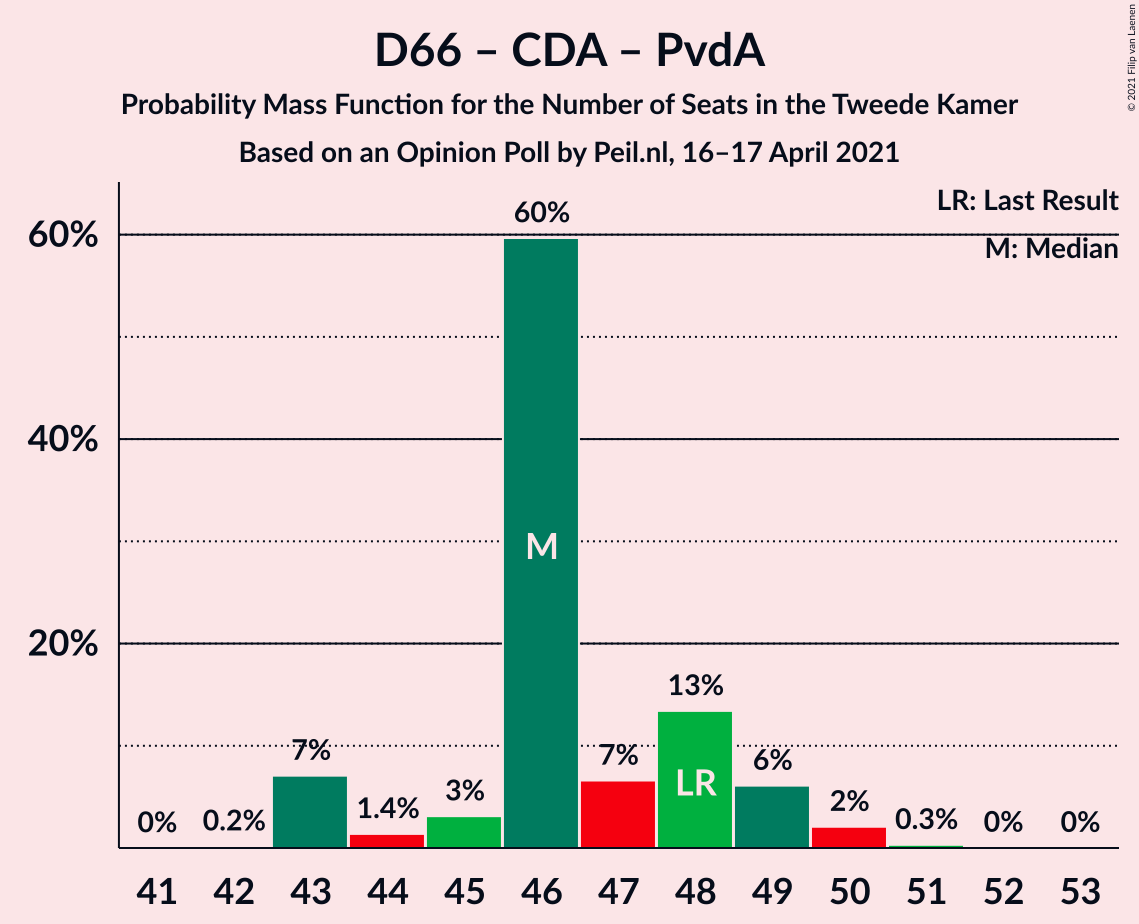 D66 – CDA – PvdA
Probability Mass Function for the Number of Seats in the Tweede Kamer
Based on an Opinion Poll by Peil.nl, 16–17 April 2021
© 2021 Filip van Laenen
LR: Last Result
M: Median
60%
40%
20%
0%
0.2%
7%
1.4%
3%
60%
M
7%
13%
LR
6%
2%
0.3%
0%
0%
41 42 43 44 45 46 47 48 49 50 51 52 53